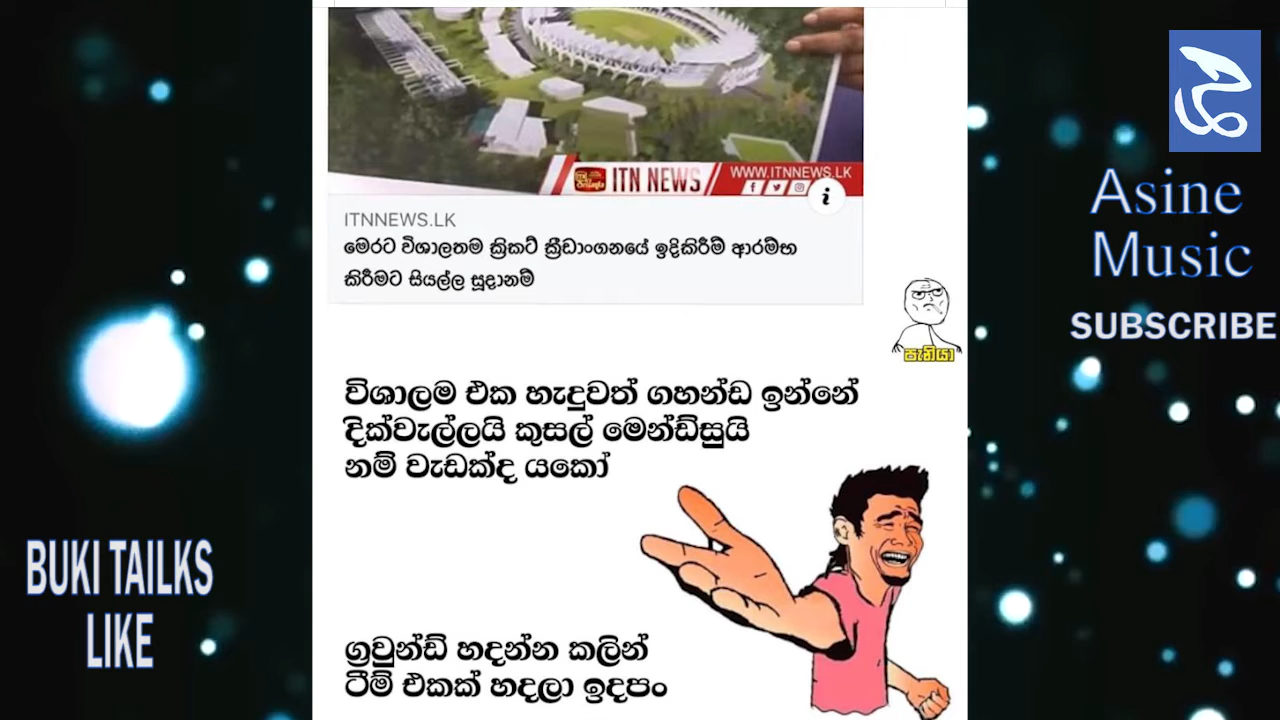 Asine
Music
SUBSCRIBE
ITN NEWS
WWW.ITNNEWS.LK
ITNNEWS.LK
මෙරට විශාලතම ක්‍රිකට් ක්‍රීඩාංගනයේ ඉදිකිරීම් ආරම්භ
කිරීමට සියල්ල සූදානම්
පැනියා
විශාලම එක හැදුවත් ගහන්ඩ ඉන්නේ
දික්වැල්ලයි කුසල් මෙන්ඩිසුයි
නම් වැඩක්ද යකෝ
BUKI TAILKS
LIKE
ග්‍රවුන්ඩ් හදන්න කලින්
ටීම් එකක් හදලා ඉදපං